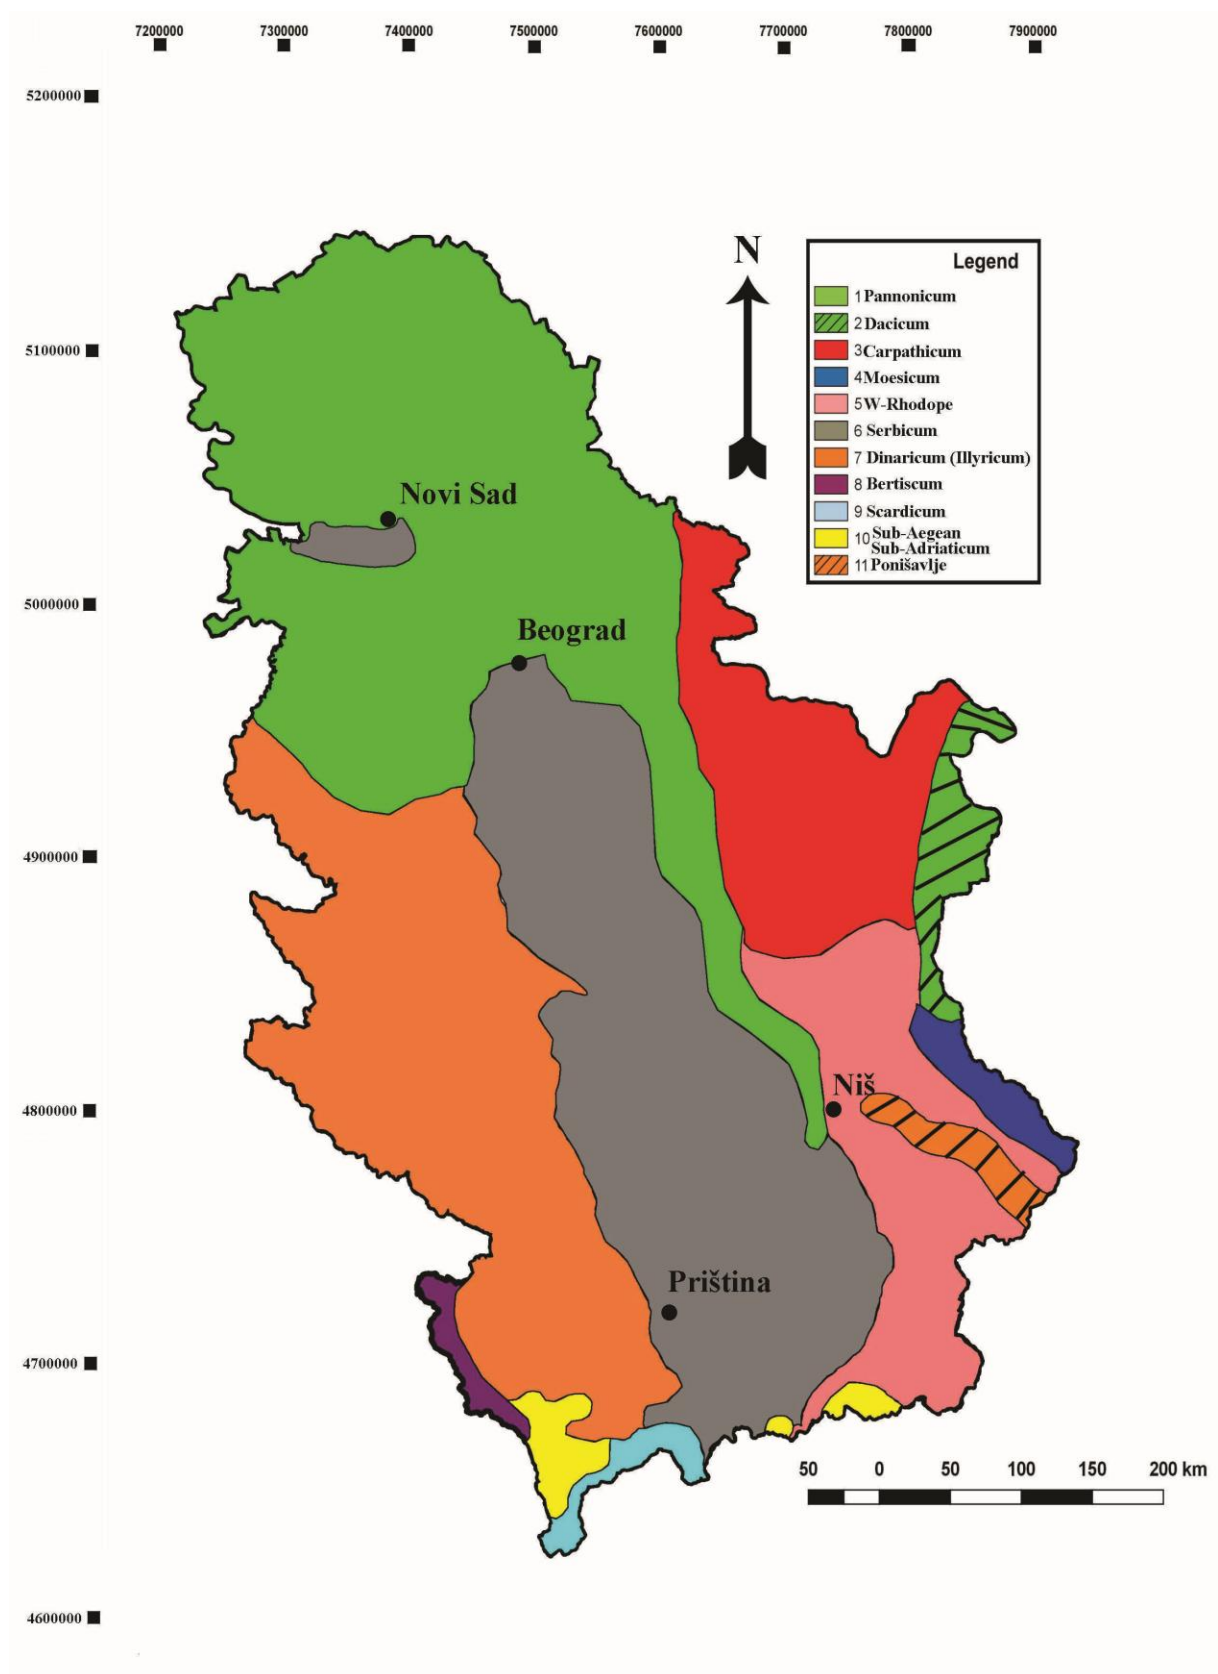 7200000 7300000 7400000 7500000 7600000 7700000 7800000 7900000
5200000
N
Legend
1 Pannonicum
2 Dacicum
3 Carpathicum
4 Moesicum
5 W-Rhodope
6 Serbicum
7 Dinaricum (Illyricum)
8 Bertiscum
9 Scardicum
10 Sub-Aegean
Sub-Adriaticum
11 Ponišavlje
5100000
Novi Sad
5000000
Beograd
4900000
Niš
4800000
Priština
4700000
50 0 50 100 150 200 km
4600000